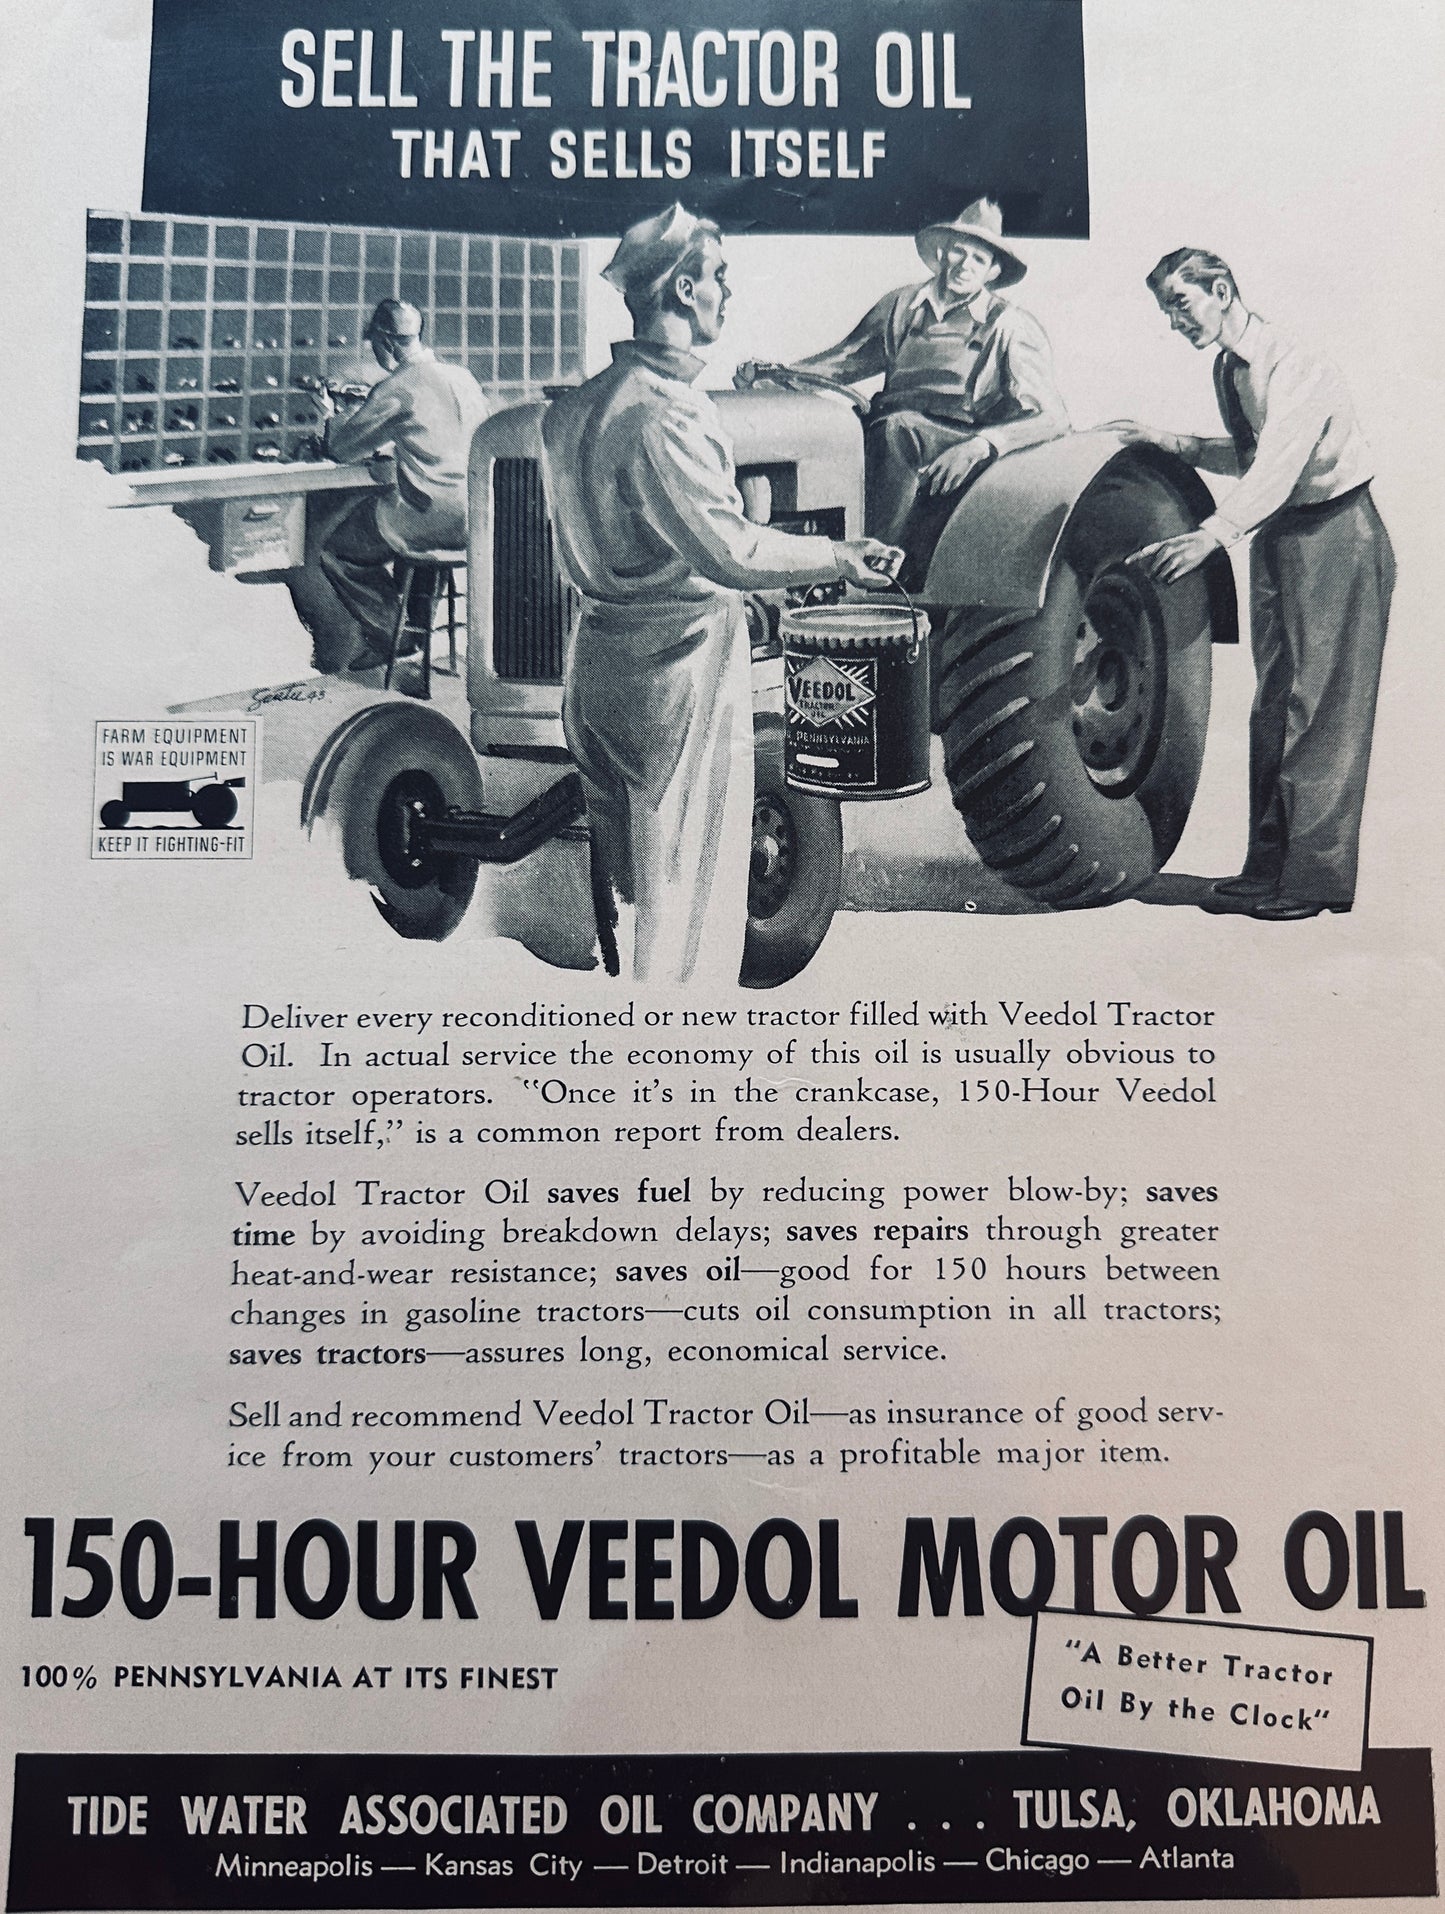 SELL THE TRACTOR OIL
THAT SELLS ITSELF
VEEDOL
TRACTOR
OIL
PENNSYLVANIA
FARM EQUIPMENT
IS WAR EQUIPMENT
KEEP IT FIGHTING-FIT
Deliver every reconditioned or new tractor filled with Veedol Tractor
Oil. In actual service the economy of this oil is usually obvious to
tractor operators. "Once it's in the crankcase, 150-Hour Veedol
sells itself," is a common report from dealers.
Veedol Tractor Oil saves fuel by reducing power blow-by; saves
time by avoiding breakdown delays; saves repairs through greater
heat-and-wear resistance; saves oil—good for 150 hours between
changes in gasoline tractors—cuts oil consumption in all tractors;
saves tractors—assures long, economical service.
Sell and recommend Veedol Tractor Oil—as insurance of good serv-
ice from your customers' tractors—as a profitable major item.
150-HOUR VEEDOL MOTOR OIL
100% PENNSYLVANIA AT ITS FINEST
"A Better Tractor
Oil By the Clock"
TIDE WATER ASSOCIATED OIL COMPANY . . . TULSA, OKLAHOMA
Minneapolis — Kansas City — Detroit — Indianapolis — Chicago — Atlanta